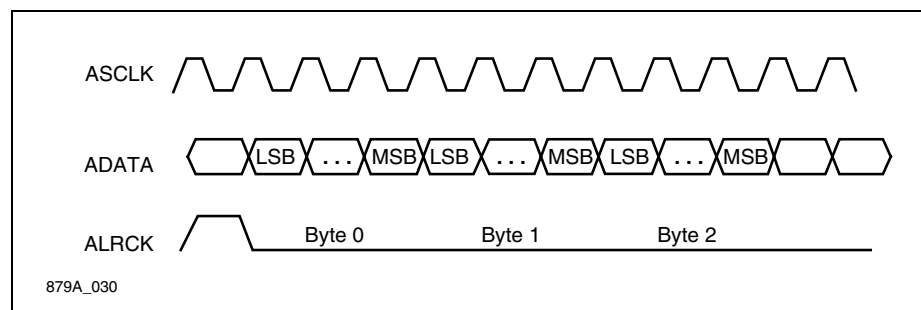 ASCLK
ADATA LSB ... MSB LSB ... MSB LSB ... MSB
ALRCK Byte 0 Byte 1 Byte 2
879A_030